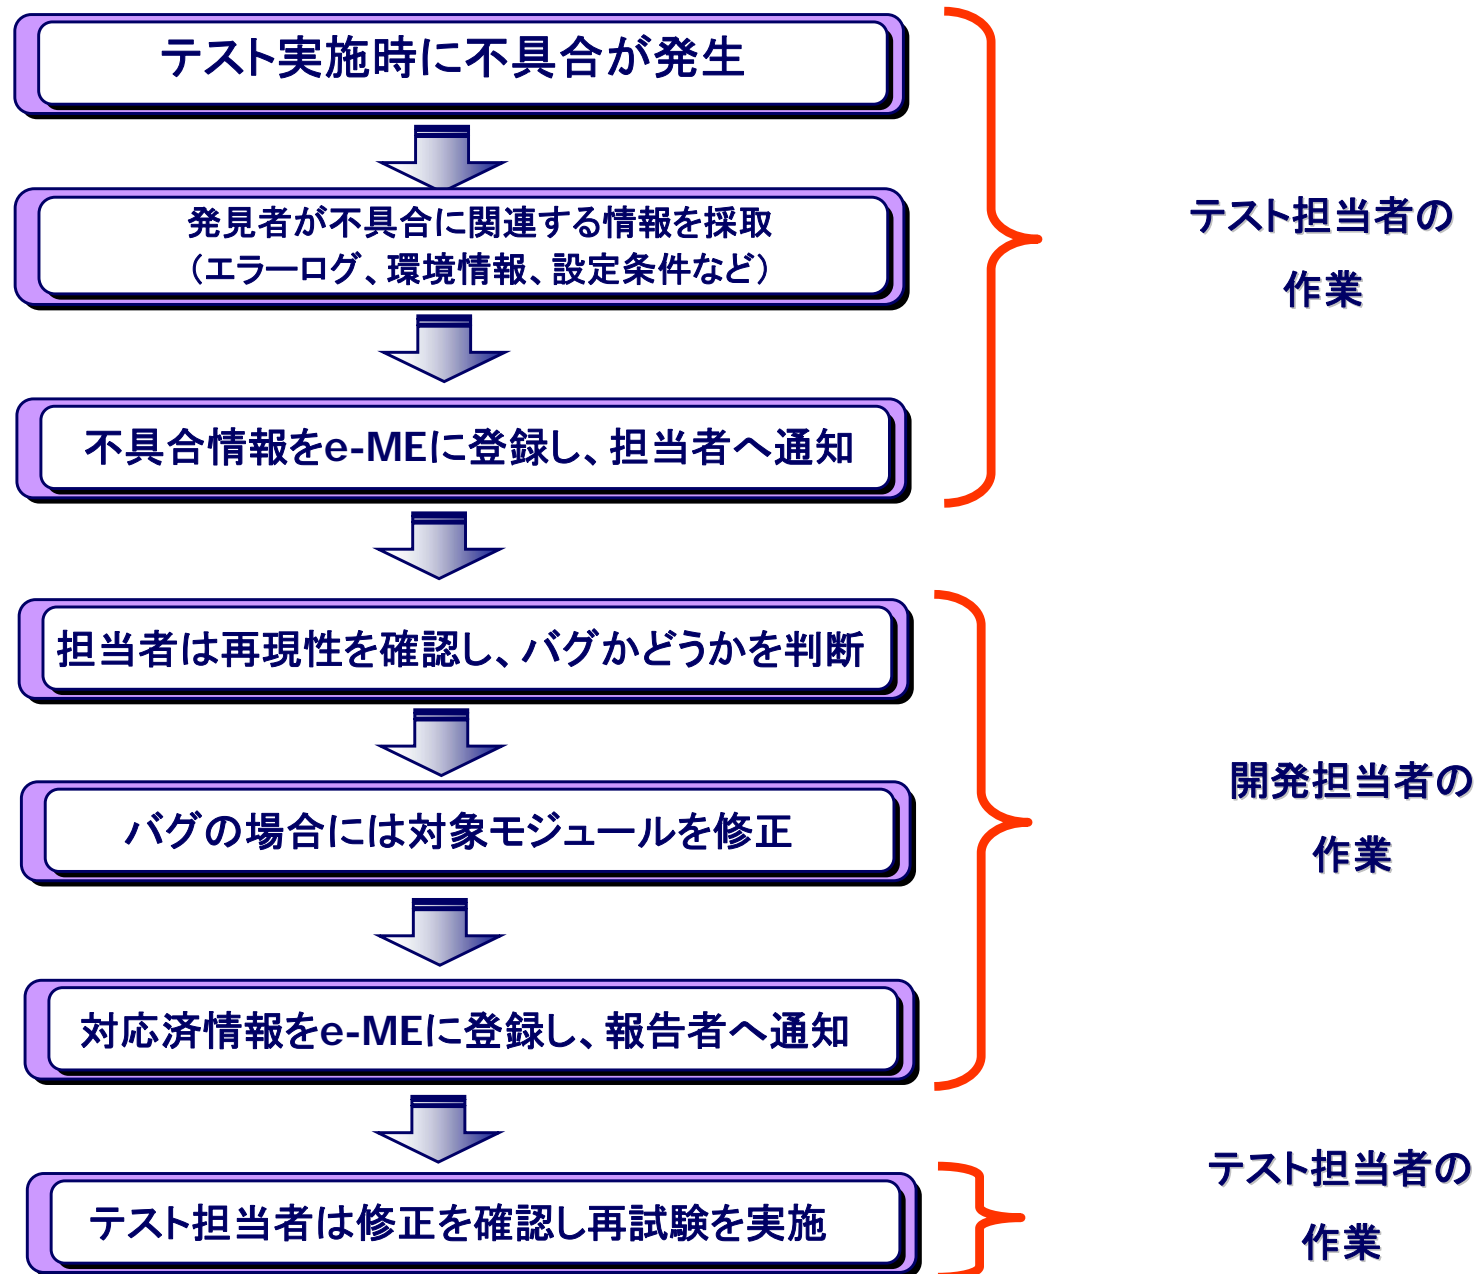 テスト実施時に不具合が発生
発見者が不具合に関連する情報を採取
（エラーログ、環境情報、設定条件など）
不具合情報をe-MEに登録し、担当者へ通知
テスト担当者の
作業
担当者は再現性を確認し、バグかどうかを判断
バグの場合には対象モジュールを修正
対応済情報をe-MEに登録し、報告者へ通知
開発担当者の
作業
テスト担当者は修正を確認し再試験を実施
テスト担当者の
作業